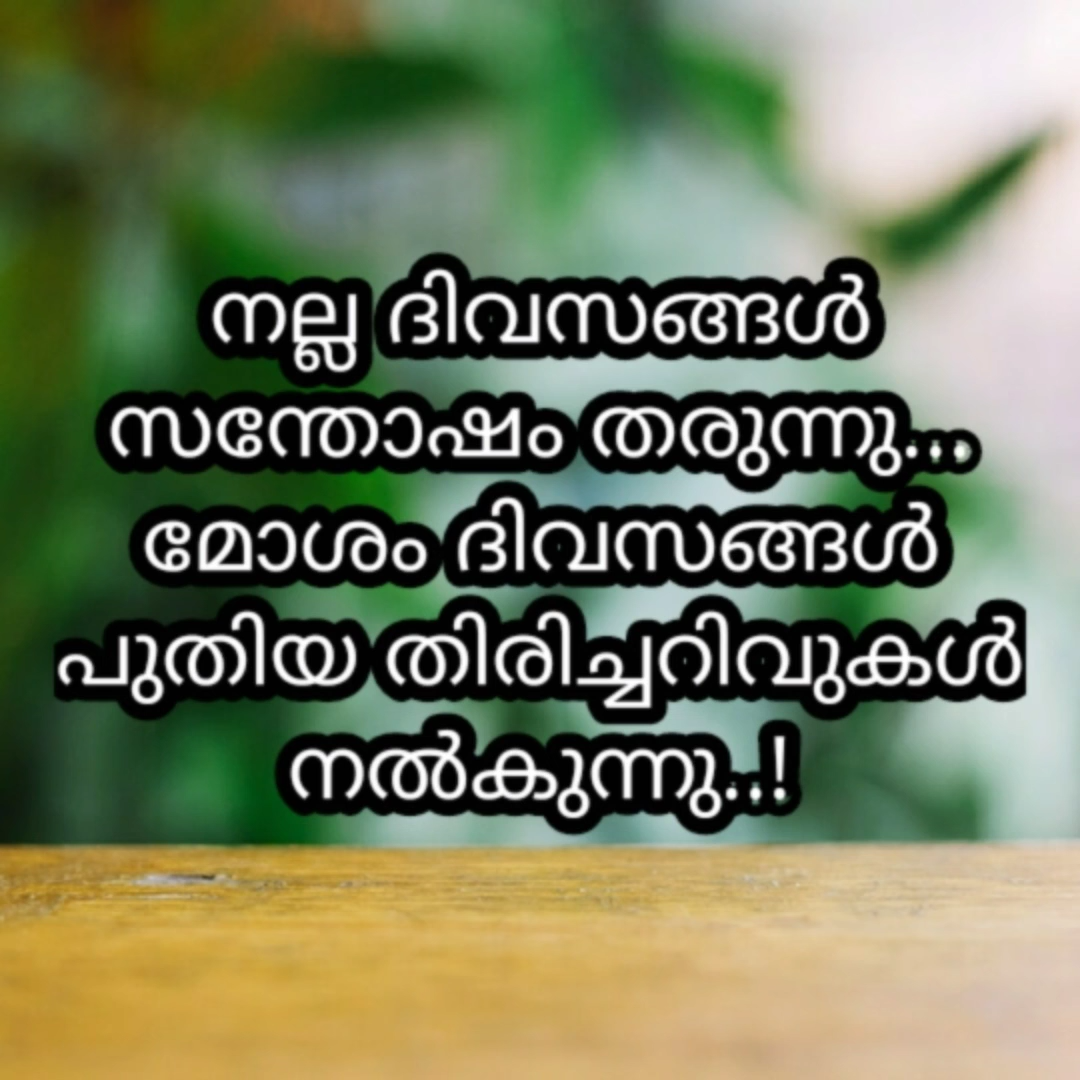 നല്ല ദിവസങ്ങൾ
സന്തോഷം തരുന്നു...
മോശം ദിവസങ്ങൾ
പുതിയ തിരിച്ചറിവുകൾ
നൽകുന്നു..!